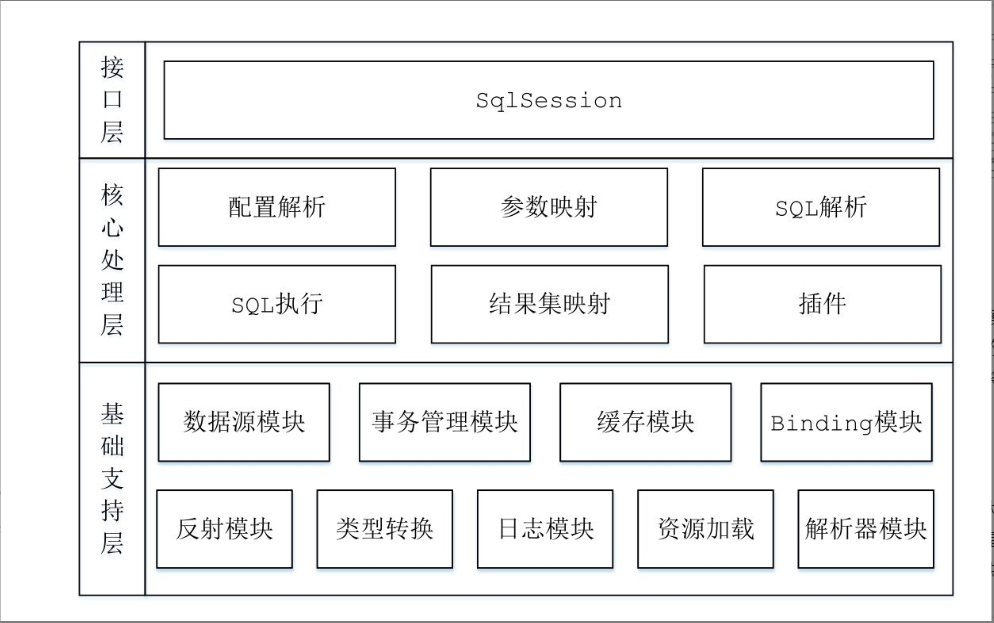 接口层
SqlSession
核心处理层
配置解析
参数映射
SQL解析
SQL执行
结果集映射
插件
基础支持层
数据源模块
事务管理模块
缓存模块
Binding模块
反射模块
类型转换
日志模块
资源加载
解析器模块